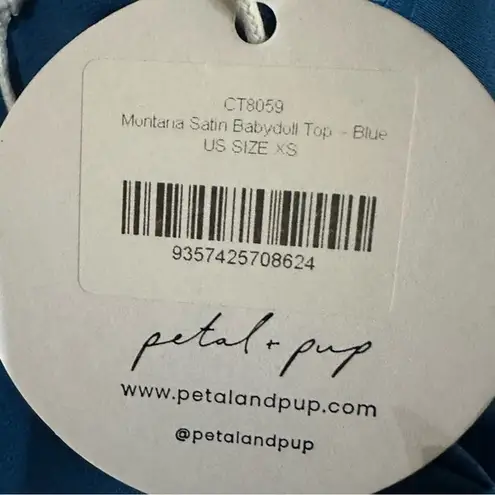 CT8059
Montana Satin Babydoll Top - Blue
US SIZE XS
9357425708624
petal + pup
www.petalandpup.com
@petalandpup